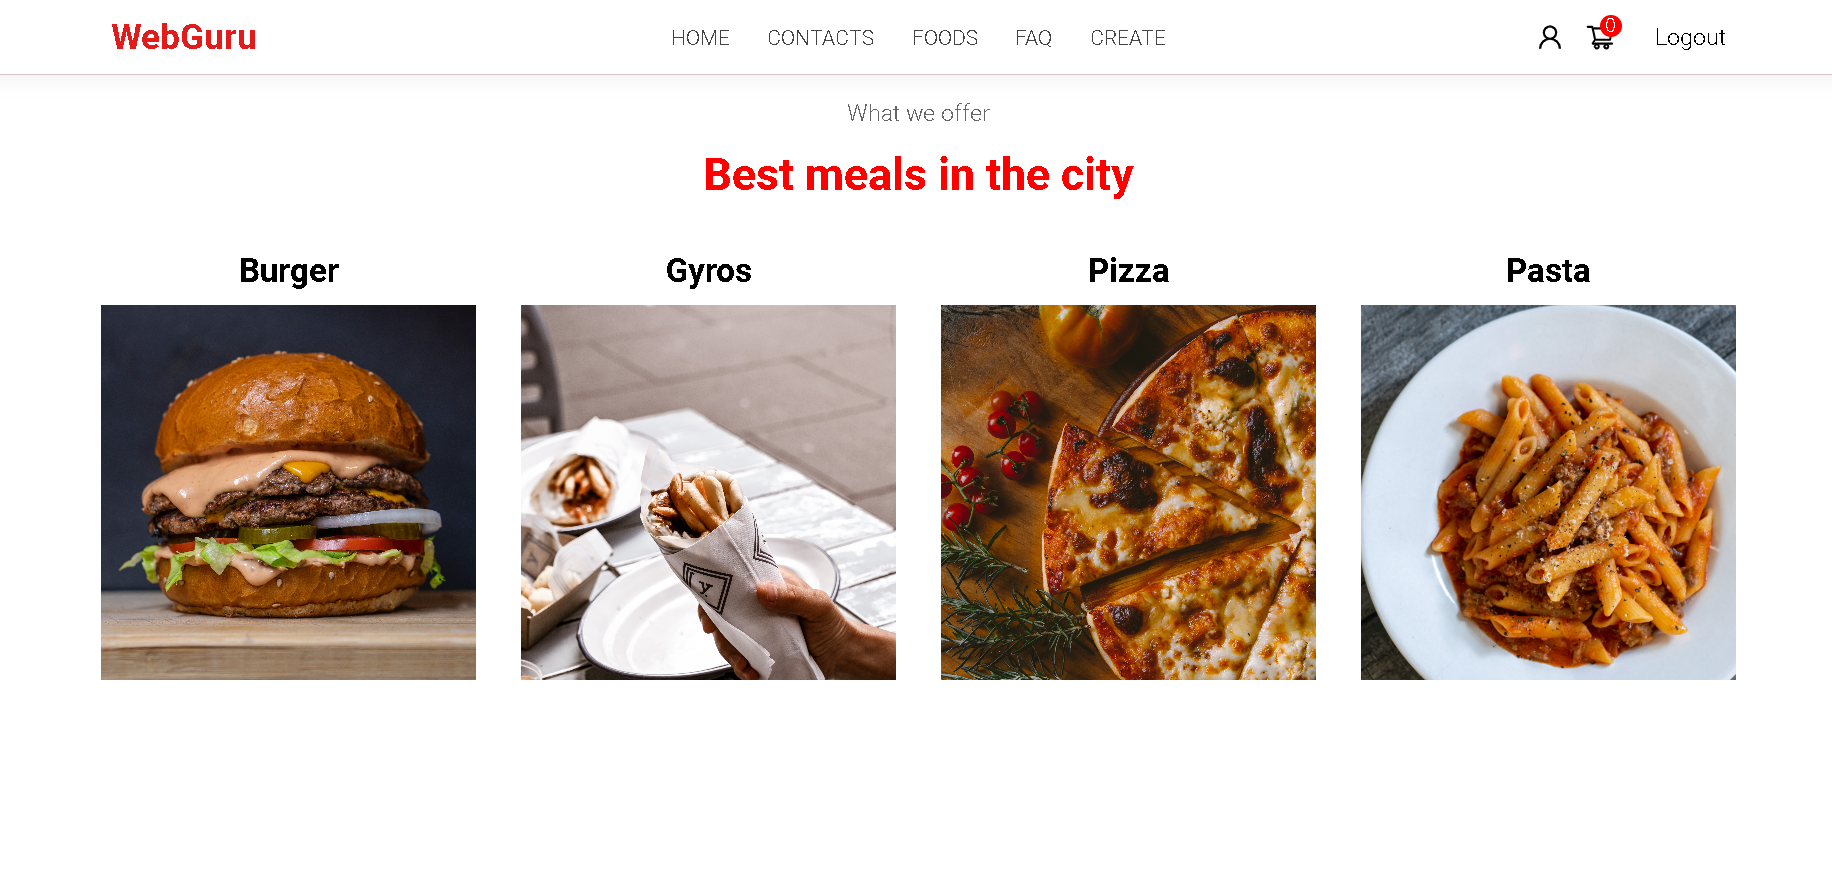 WebGuru HOME CONTACTS FOODS FAQ CREATE 0 Logout
What we offer
Best meals in the city
Burger Gyros Pizza Pasta
Y.